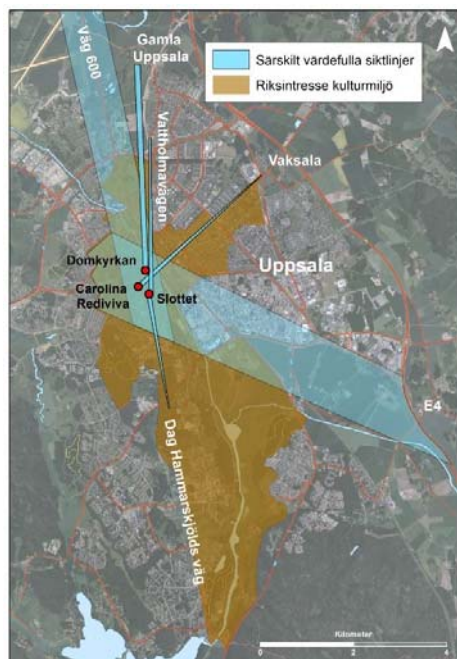 Väg 600
Gamla
Uppsala
Särskilt värdefulla siktlinjer
Riksintresse kulturmiljö
Vattholmavägen
Vaksala
Domkyrkan
Uppsala
Carolina
Rediviva
Slottet
E4
Dag Hammarskjölds väg
Kilometer
0
2
4